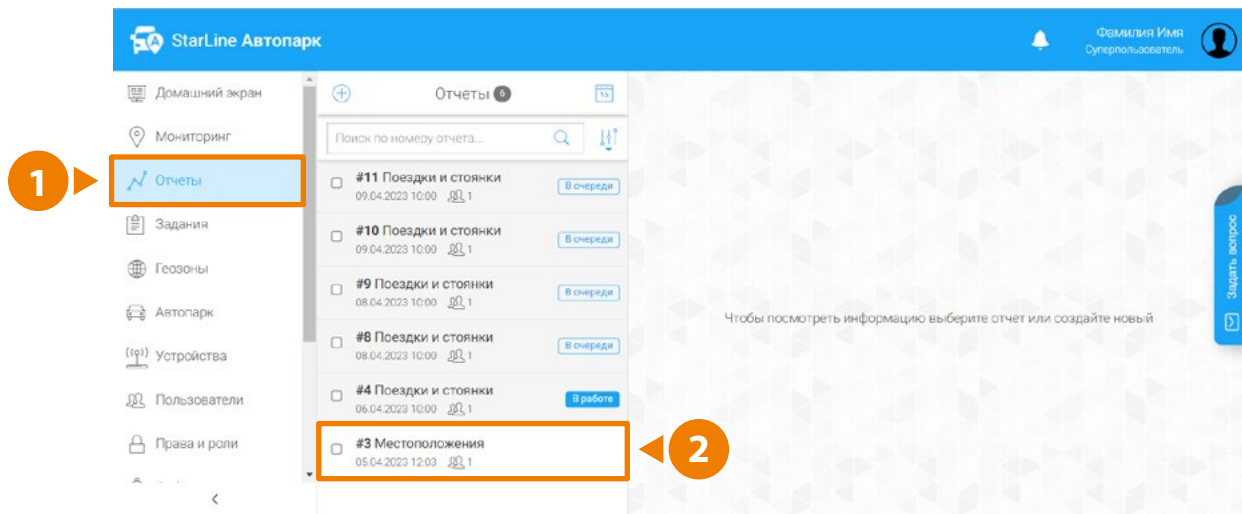 StarLine Автопарк
Фамилия Имя
Суперпользователь
Домашний экран
Мониторинг
1
Отчеты
Задания
Геозоны
Автопарк
Устройства
Пользователи
Права и роли
Отчеты 6
15
Поиск по номеру отчета...
#11 Поездки и стоянки
09.04.2023 10:00 1
В очереди
#10 Поездки и стоянки
09.04.2023 10:00 1
В очереди
#9 Поездки и стоянки
08.04.2023 10:00 1
В очереди
#8 Поездки и стоянки
08.04.2023 10:00 1
В очереди
#4 Поездки и стоянки
06.04.2023 10:00 1
В работе
#3 Местоположения
05.04.2023 12:03 1
2
Чтобы посмотреть информацию выберите отчет или создайте новый
Задать вопрос